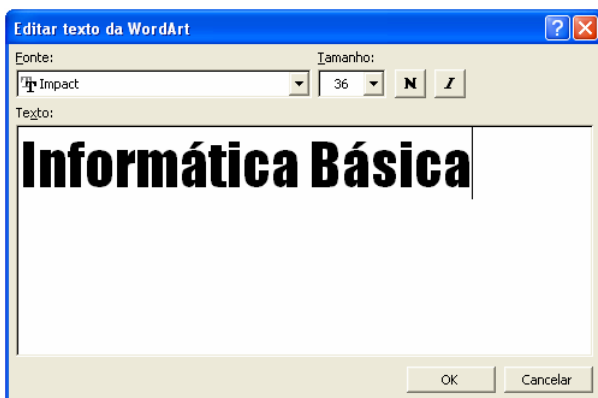 Editar texto da WordArt
Fonte: Tamanho:
Impact 36 N I
Texto:
Informática Básica
OK Cancelar